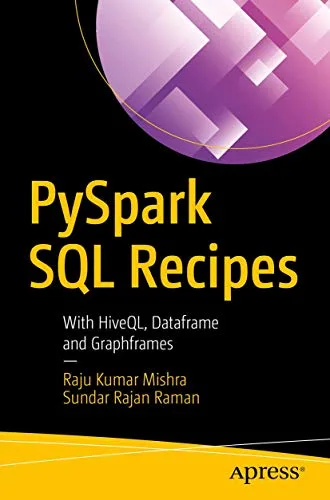 PySpark
SQL Recipes
With HiveQL, Dataframe
and Graphframes
—
Raju Kumar Mishra
Sundar Rajan Raman
Apress®